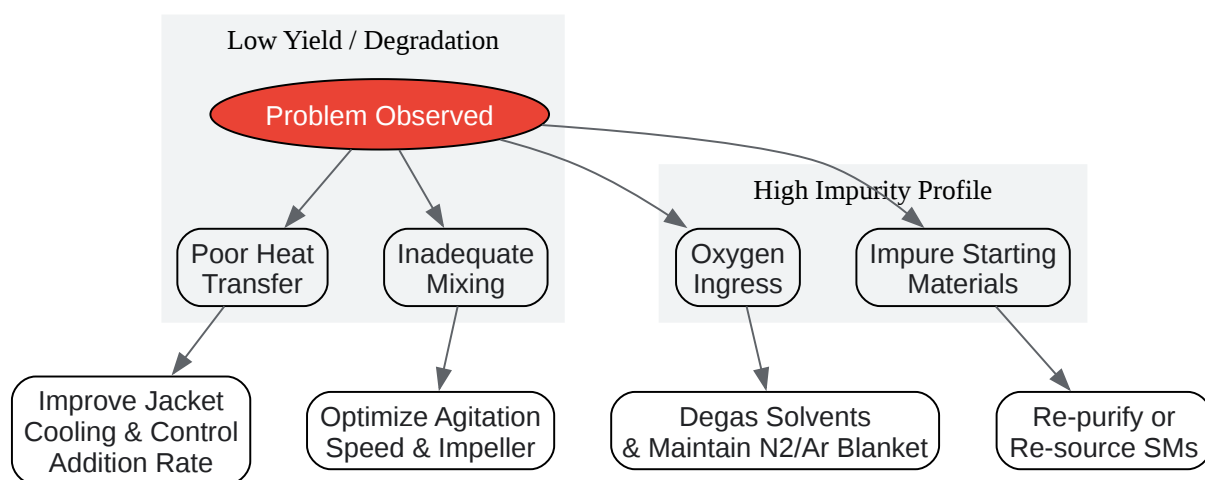 Low Yield / Degradation
Problem Observed
High Impurity Profile
Poor Heat
Transfer
Inadequate
Mixing
Oxygen
Ingress
Impure Starting
Materials
Improve Jacket
Cooling & Control
Addition Rate
Optimize Agitation
Speed & Impeller
Degas Solvents
& Maintain N2/Ar Blanket
Re-purify or
Re-source SMs